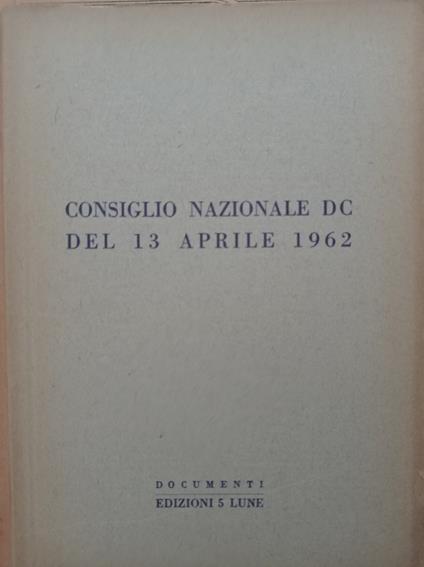 CONSIGLIO NAZIONALE DC
DEL 13 APRILE 1962
DOCUMENTI
EDIZIONI 5 LUNE